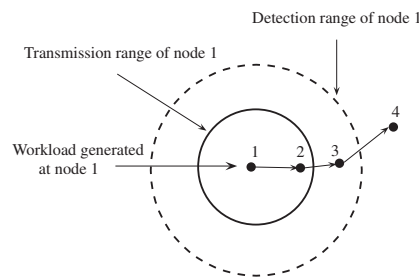 Detection range of node 1
Transmission range of node 1
4
Workload generated
at node 1
1
2
3